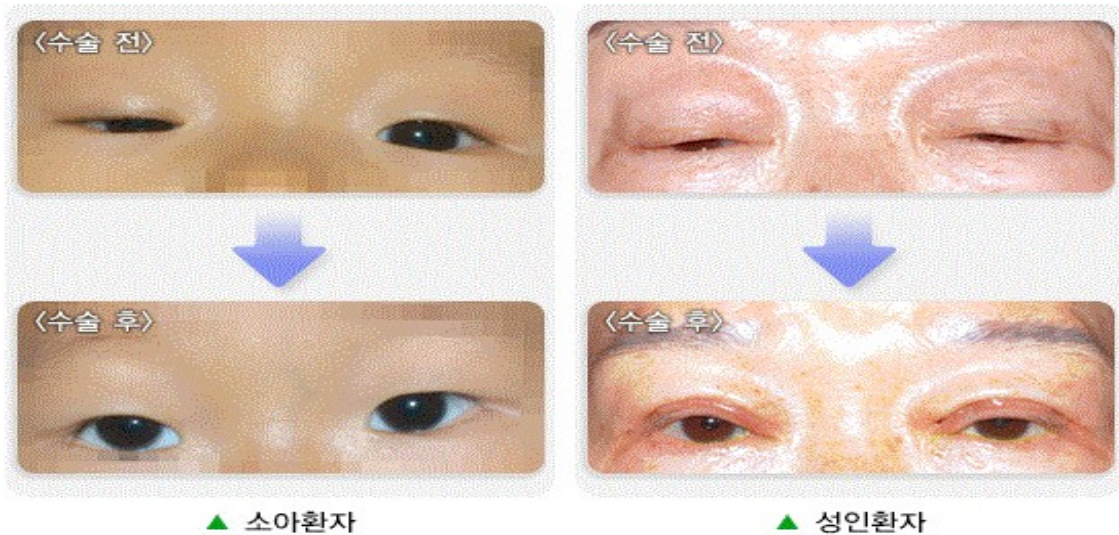 <수술 전>
<수술 전>
<수술 후>
<수술 후>
▲ 소아환자
▲ 성인환자